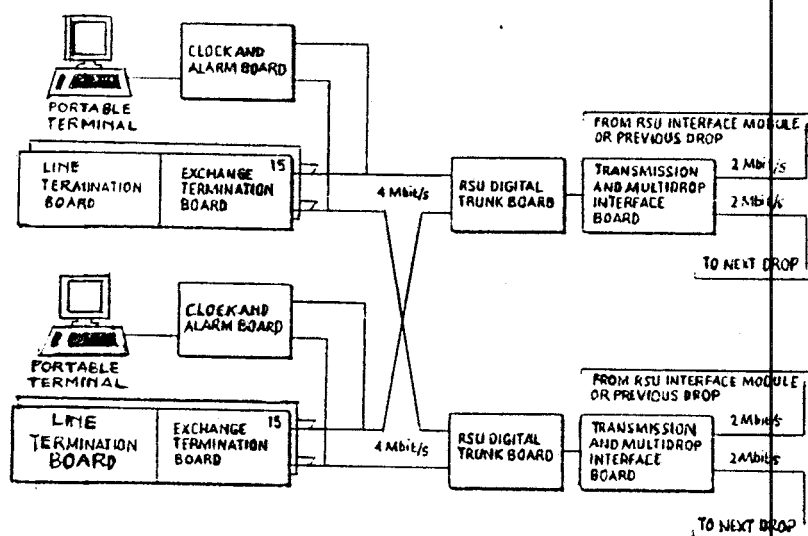 CLOCK AND
ALARM BOARD
PORTABLE
TERMINAL
FROM RSU INTERFACE MODULE
OR PREVIOUS DROP
LINE
TERMINATION
BOARD
EXCHANGE
TERMINATION
BOARD
15
4 Mbit/s
RSU DIGITAL
TRUNK BOARD
TRANSMISSION
AND MULTIDROP
INTERFACE
BOARD
2 Mbit/s
2 Mbit/s
TO NEXT DROP
CLOCK AND
ALARM BOARD
PORTABLE
TERMINAL
FROM RSU INTERFACE MODULE
OR PREVIOUS DROP
LINE
TERMINATION
BOARD
EXCHANGE
TERMINATION
BOARD
15
4 Mbit/s
RSU DIGITAL
TRUNK BOARD
TRANSMISSION
AND MULTIDROP
INTERFACE
BOARD
2 Mbit/s
2 Mbit/s
TO NEXT DROP